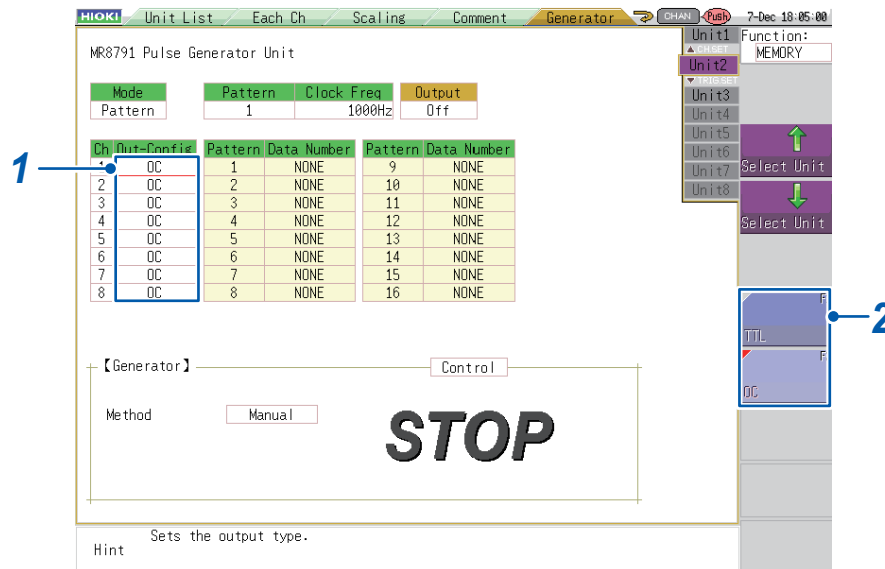 HIOKI Unit List Each Ch Scaling Comment Generator CHAN Push 7-Dec 18:05:00
Unit1 Function:
▲ CH.SET MEMORY
MR8791 Pulse Generator Unit
Unit2
▼ TRIG.SET
Mode Pattern Clock Freq Output
Unit3
Pattern 1 1000Hz Off
Unit4
Unit5
Unit6
Unit7 Select Unit
Unit8
Select Unit
Ch Out-Config Pattern Data Number Pattern Data Number
1 1 OC 1 NONE 9 NONE
2 OC 2 NONE 10 NONE
3 OC 3 NONE 11 NONE
4 OC 4 NONE 12 NONE
5 OC 5 NONE 13 NONE
6 OC 6 NONE 14 NONE
7 OC 7 NONE 15 NONE
8 OC 8 NONE 16 NONE
F
TTL
2
F
OC
【Generator】 Control
Method Manual
STOP
Sets the output type.
Hint